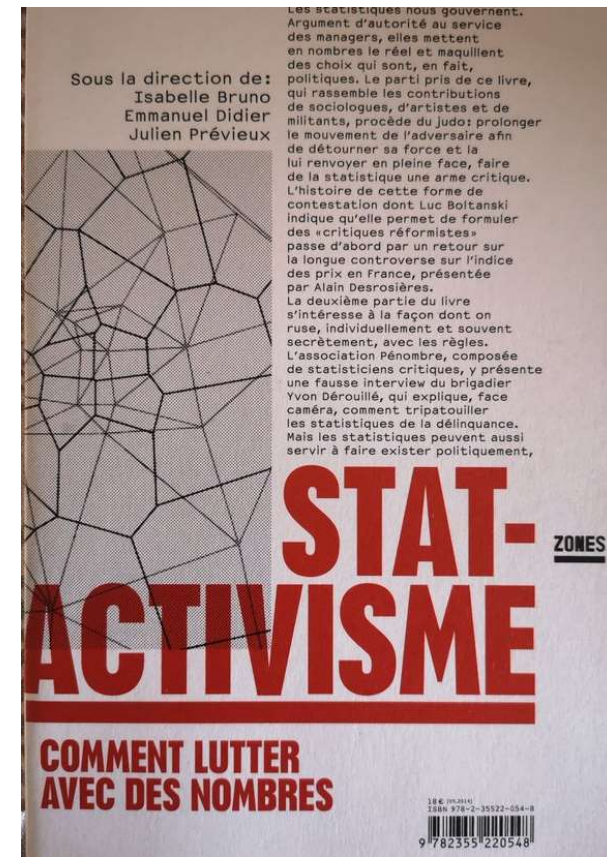 Les statistiques nous gouvernent.
Argument d'autorité au service
des managers, elles mettent
en nombres le réel et maquillent
des choix qui sont, en fait,
politiques. Le parti pris de ce livre,
qui rassemble les contributions
de sociologues, d'artistes et de
militants, procède du judo: prolonger
le mouvement de l'adversaire afin
de détourner sa force et la
lui renvoyer en pleine face, faire
de la statistique une arme critique.
L'histoire de cette forme de
contestation dont Luc Boltanski
indique qu'elle permet de formuler
des «critiques réformistes»
passe d'abord par un retour sur
la longue controverse sur l'indice
des prix en France, présentée
par Alain Desrosières.
La deuxième partie du livre
s'intéresse à la façon dont on
ruse, individuellement et souvent
secrètement, avec les règles.
L'association Pénombre, composée
de statisticiens critiques, y présente
une fausse interview du brigadier
Yvon Dérouillé, qui explique, face
caméra, comment tripatouiller
les statistiques de la délinquance.
Mais les statistiques peuvent aussi
servir à faire exister politiquement,
Sous la direction de:
Isabelle Bruno
Emmanuel Didier
Julien Prévieux
STAT-
ACTIVISME
ZONES
COMMENT LUTTER
AVEC DES NOMBRES
18 € [05.2014]
ISBN 978-2-35522-054-8
9 782355 220548